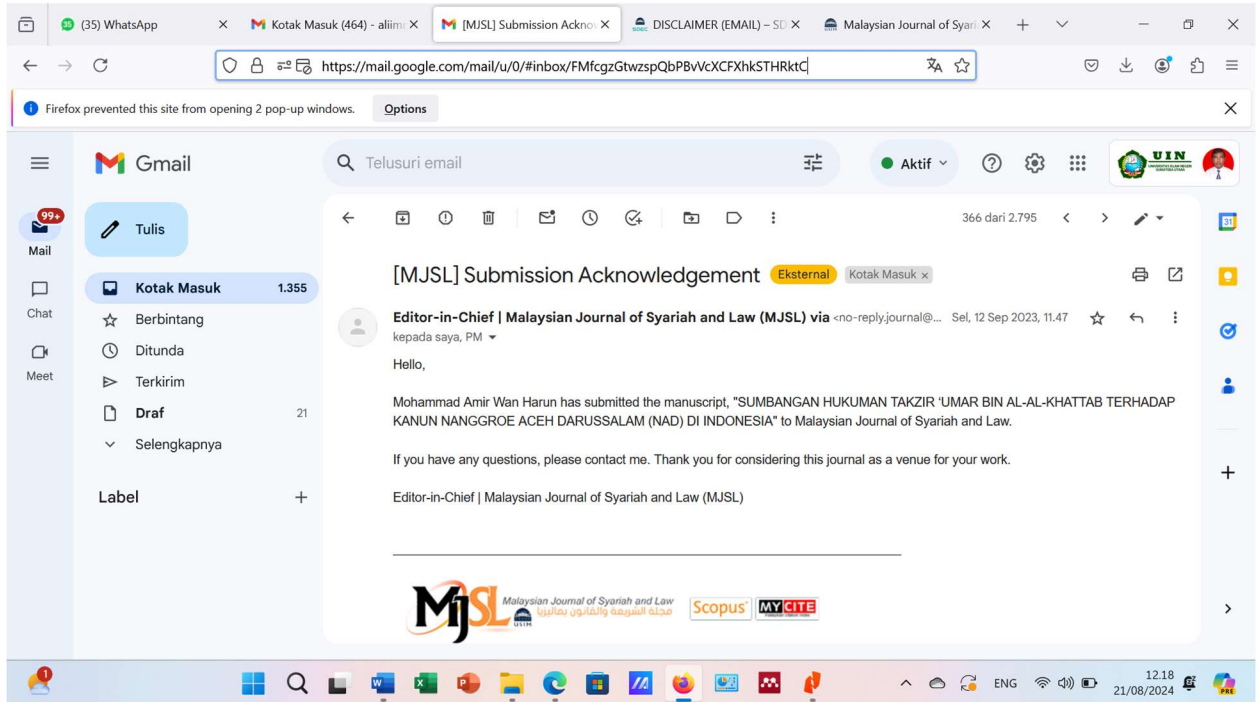 (35) WhatsApp
Kotak Masuk (464) - aliimr
[MJSL] Submission Acknow
DISCLAIMER (EMAIL) – SD
Malaysian Journal of Syari
https://mail.google.com/mail/u/0/#inbox/FMfcgzGtwzspQbPBvVcXCFXhkSTHRktC
Firefox prevented this site from opening 2 pop-up windows. Options
Gmail
Telusuri email
Aktif
UIN
99+
Mail
Chat
Meet
Tulis
Kotak Masuk 1.355
Berbintang
Ditunda
Terkirim
Draf 21
Selengkapnya
Label
366 dari 2.795
31
[MJSL] Submission Acknowledgement Eksternal Kotak Masuk x
Editor-in-Chief | Malaysian Journal of Syariah and Law (MJSL) via <no-reply.journal@... Sel, 12 Sep 2023, 11.47
kepada saya, PM
Hello,
Mohammad Amir Wan Harun has submitted the manuscript, "SUMBANGAN HUKUMAN TAKZIR 'UMAR BIN AL-AL-KHATTAB TERHADAP
KANUN NANGGROE ACEH DARUSSALAM (NAD) DI INDONESIA" to Malaysian Journal of Syariah and Law.
If you have any questions, please contact me. Thank you for considering this journal as a venue for your work.
Editor-in-Chief | Malaysian Journal of Syariah and Law (MJSL)
MJSL
Malaysian Journal of Syariah and Law
مجلة الشريعة والقانون بماليزيا
USIM
Scopus
MYCITE
1
ENG
12.18
21/08/2024
PRE